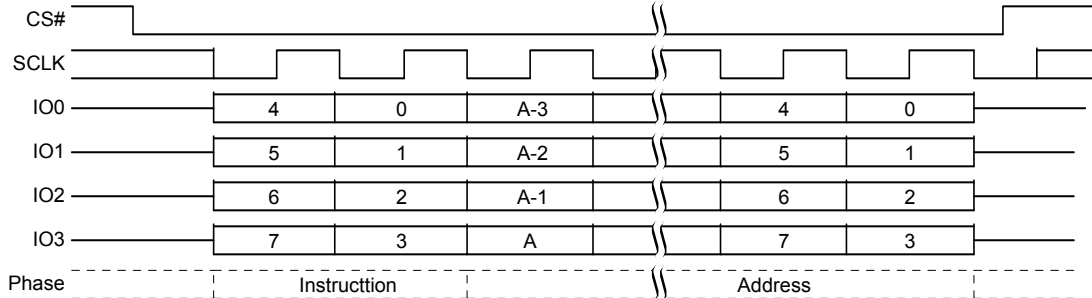 CS#
SCLK
IO0 4 0 A-3 4 0
IO1 5 1 A-2 5 1
IO2 6 2 A-1 6 2
IO3 7 3 A 7 3
Phase Instructtion Address